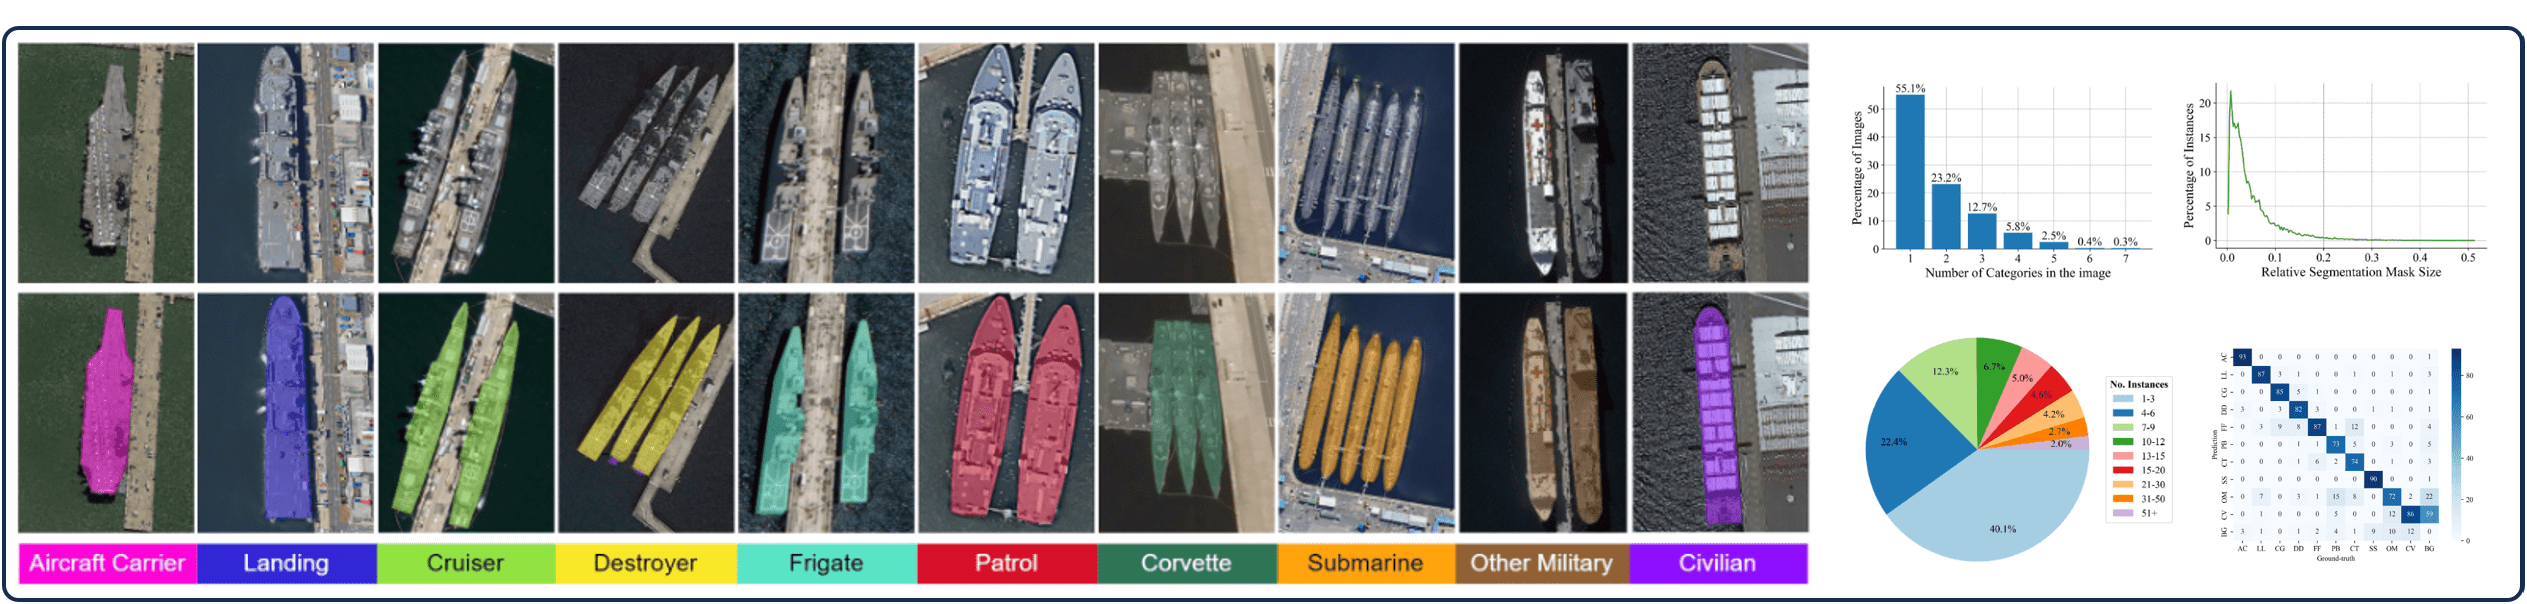 Aircraft Carrier
Landing
Cruiser
Destroyer
Frigate
Patrol
Corvette
Submarine
Other Military
Civilian
Percentage of Images
50
40
30
20
10
0
55.1%
23.2%
12.7%
5.8%
2.5%
0.4%
0.3%
1 2 3 4 5 6 7
Number of Categories in the image
Percentage of Instances
20
15
10
5
0
0.0 0.1 0.2 0.3 0.4 0.5
Relative Segmentation Mask Size
12.3%
6.7%
5.0%
4.6%
4.2%
2.7%
2.0%
22.4%
40.1%
No. Instances
1-3
4-6
7-9
10-12
13-15
15-20
21-30
31-50
51+
Prediction
AC 93 0 0 0 0 0 0 0 0 0 1
LL 0 87 3 1 0 0 1 0 1 0 3
CG 0 0 85 5 1 0 0 0 0 0 1
DD 3 0 3 82 3 0 0 1 1 0 1
FF 0 3 9 8 87 1 12 0 0 0 4
PB 0 0 0 1 1 73 5 0 3 0 5
CT 0 0 0 1 6 2 74 0 1 0 3
SS 0 0 0 0 0 0 0 90 0 0 1
OM 0 7 0 3 1 15 8 0 72 2 22
CV 0 1 0 0 0 5 0 0 12 86 59
BG 3 1 0 1 2 4 1 9 10 12 0
AC LL CG DD FF PB CT SS OM CV BG
Ground-truth
80
60
40
20
0